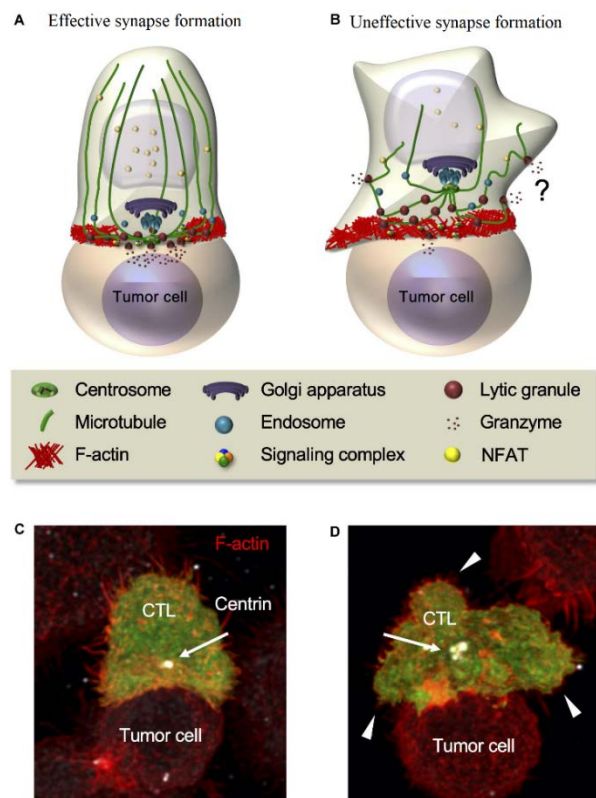 A Effective synapse formation
B Uneffective synapse formation
?
Tumor cell
Tumor cell
Centrosome
Golgi apparatus
Lytic granule
Microtubule
Endosome
Granzyme
F-actin
Signaling complex
NFAT
C
F-actin
CTL
Centrin
Tumor cell
D
CTL
Tumor cell